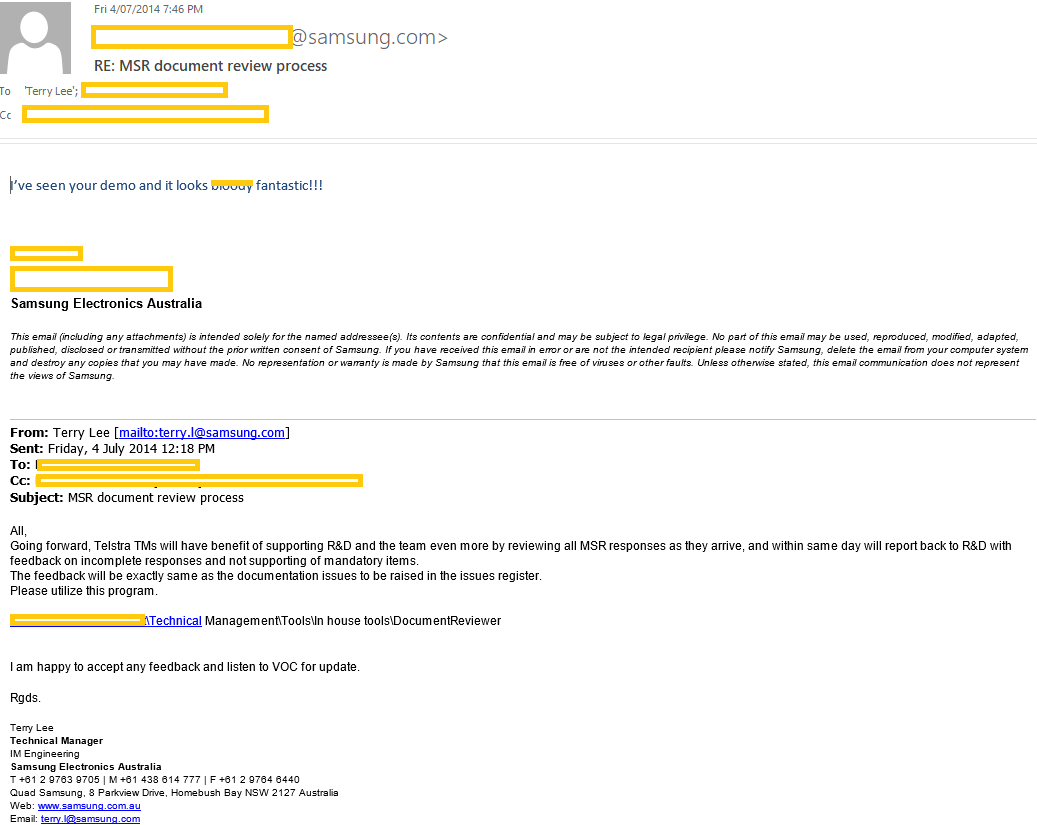 Fri 4/07/2014 7:46 PM
@samsung.com>
RE: MSR document review process
To 'Terry Lee';
Cc
I've seen your demo and it looks bloody fantastic!!!
Samsung Electronics Australia
This email (including any attachments) is intended solely for the named addressee(s). Its contents are confidential and may be subject to legal privilege. No part of this email may be used, reproduced, modified, adapted,
published, disclosed or transmitted without the prior written consent of Samsung. If you have received this email in error or are not the intended recipient please notify Samsung, delete the email from your computer system
and destroy any copies that you may have made. No representation or warranty is made by Samsung that this email is free of viruses or other faults. Unless otherwise stated, this email communication does not represent
the views of Samsung.
From: Terry Lee [mailto:terry.l@samsung.com]
Sent: Friday, 4 July 2014 12:18 PM
To:
Cc:
Subject: MSR document review process
All,
Going forward, Telstra TMs will have benefit of supporting R&D and the team even more by reviewing all MSR responses as they arrive, and within same day will report back to R&D with
feedback on incomplete responses and not supporting of mandatory items.
The feedback will be exactly same as the documentation issues to be raised in the issues register.
Please utilize this program.
\Technical Management\Tools\In house tools\DocumentReviewer
I am happy to accept any feedback and listen to VOC for update.
Rgds.
Terry Lee
Technical Manager
IM Engineering
Samsung Electronics Australia
T +61 2 9763 9705 | M +61 438 614 777 | F +61 2 9764 6440
Quad Samsung, 8 Parkview Drive, Homebush Bay NSW 2127 Australia
Web: www.samsung.com.au
Email: terry.l@samsung.com